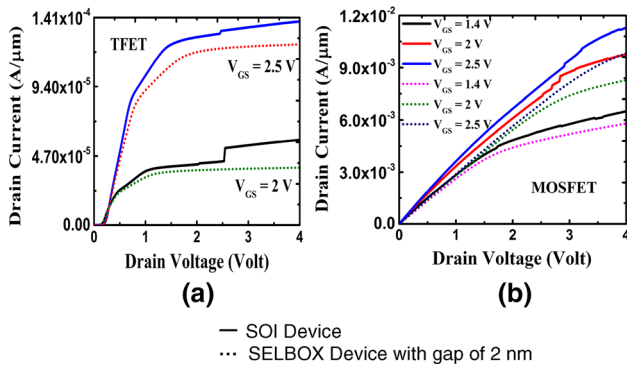 1.41x10⁻⁴
9.40x10⁻⁵
4.70x10⁻⁵
0.00
Drain Current (A/μm)
TFET
V_GS = 2.5 V
V_GS = 2 V
0 1 2 3 4
Drain Voltage (Volt)
(a)
1.2x10⁻²
9.0x10⁻³
6.0x10⁻³
3.0x10⁻³
0.0
Drain Current (A/μm)
V_GS = 1.4 V
V_GS = 2 V
V_GS = 2.5 V
V_GS = 1.4 V
V_GS = 2 V
V_GS = 2.5 V
MOSFET
0 1 2 3 4
Drain Voltage (Volt)
(b)
SOI Device
SELBOX Device with gap of 2 nm